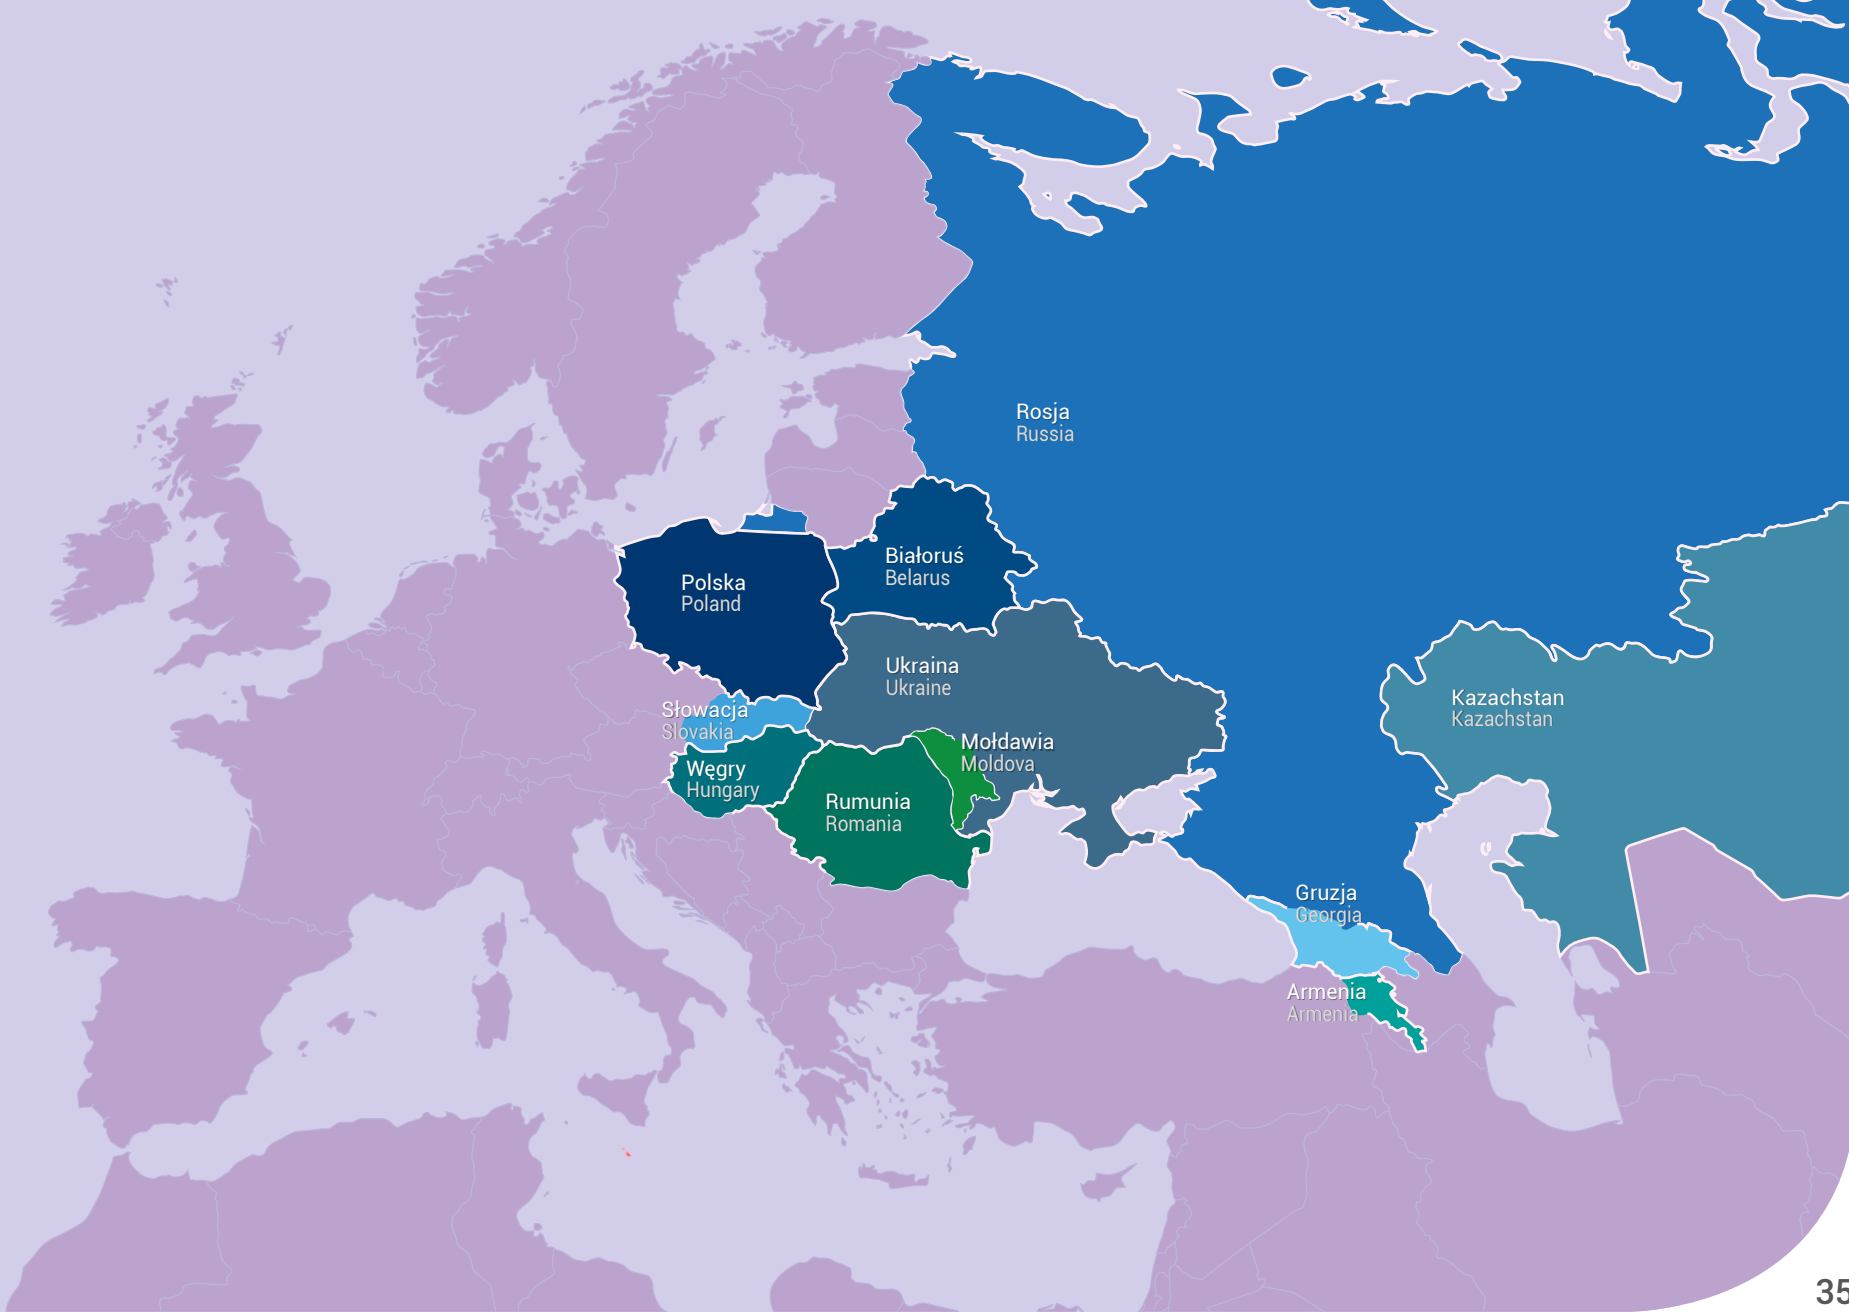 Rosja
Russia
Białoruś
Belarus
Polska
Poland
Ukraina
Ukraine
Kazachstan
Kazachstan
Słowacja
Slovakia
Mołdawia
Moldova
Węgry
Hungary
Rumunia
Romania
Gruzja
Georgia
Armenia
Armenia
35